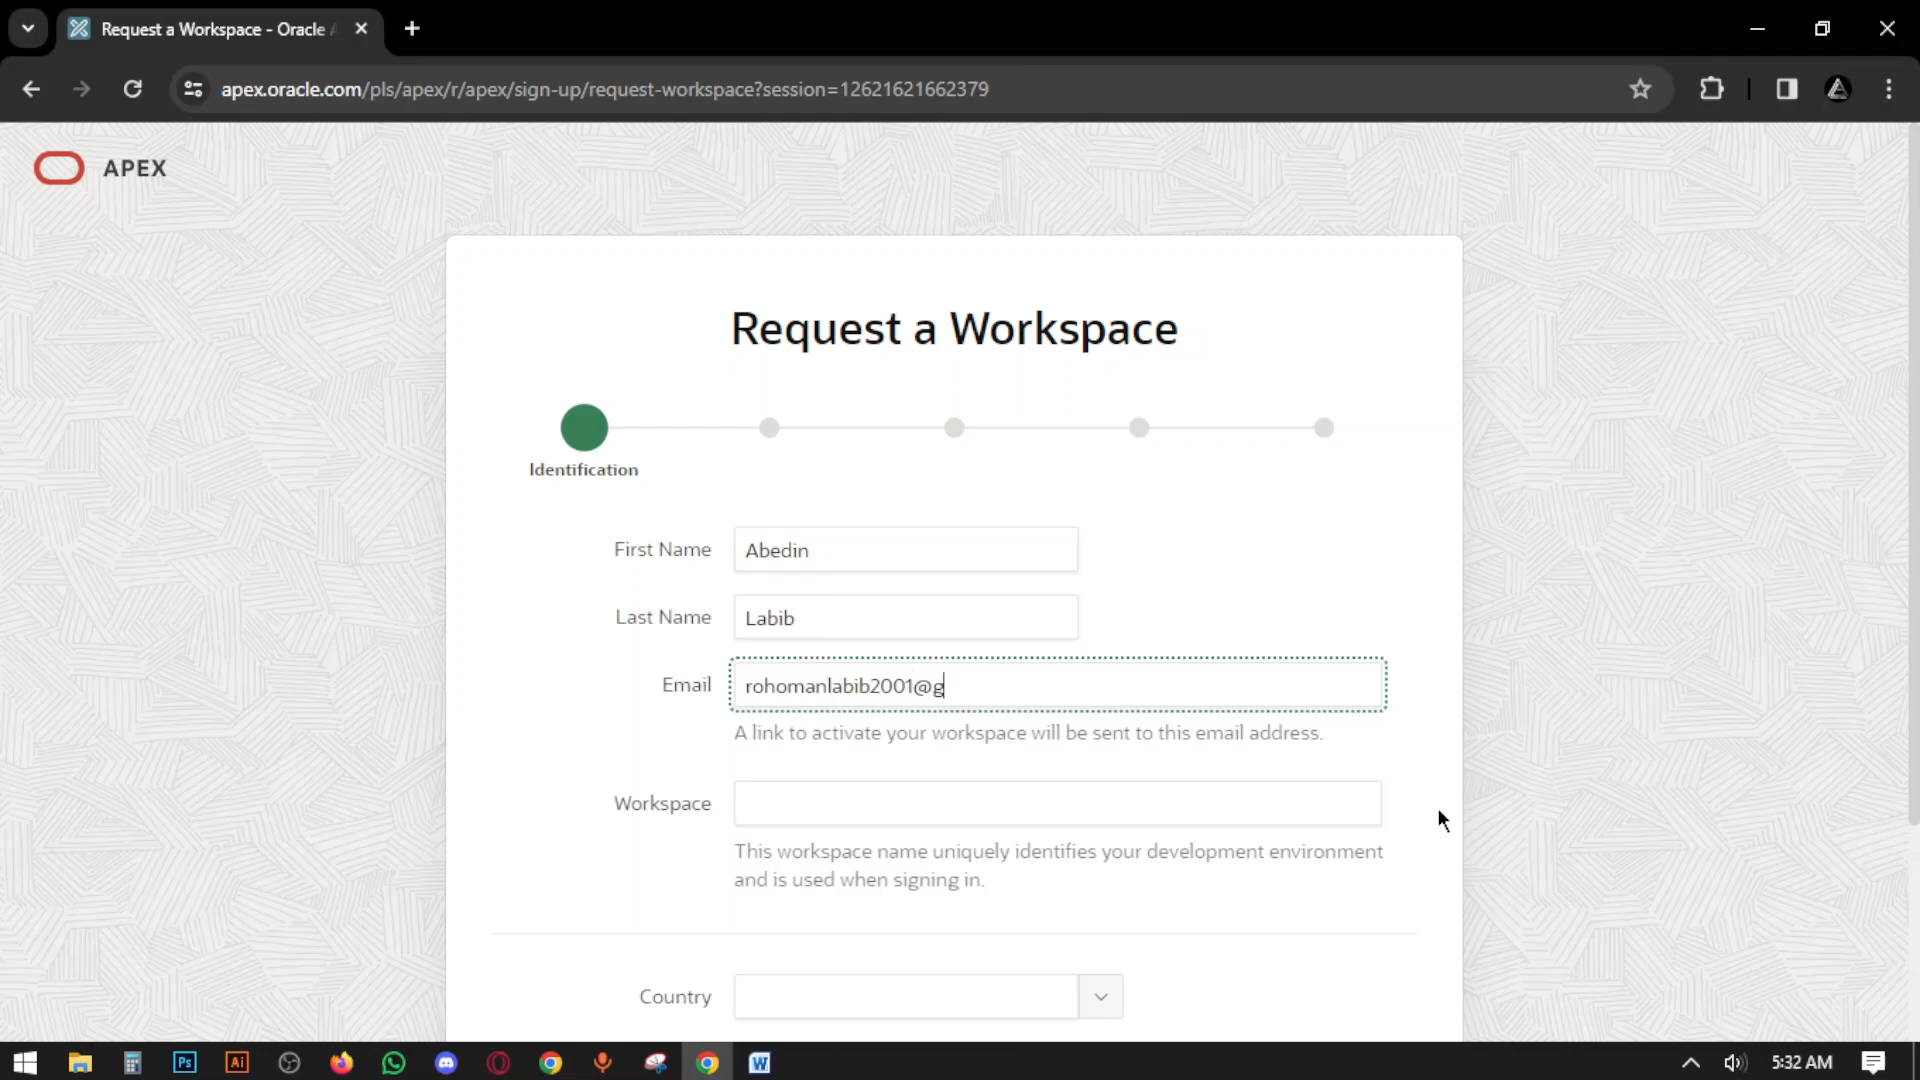 Request a Workspace - Oracle A
apex.oracle.com/pls/apex/r/apex/sign-up/request-workspace?session=12621621662379
APEX
Request a Workspace
Identification
First Name
Abedin
Last Name
Labib
Email
rohomanlabib2001@g
A link to activate your workspace will be sent to this email address.
Workspace
This workspace name uniquely identifies your development environment
and is used when signing in.
Country
Ps
Ai
W
5:32 AM